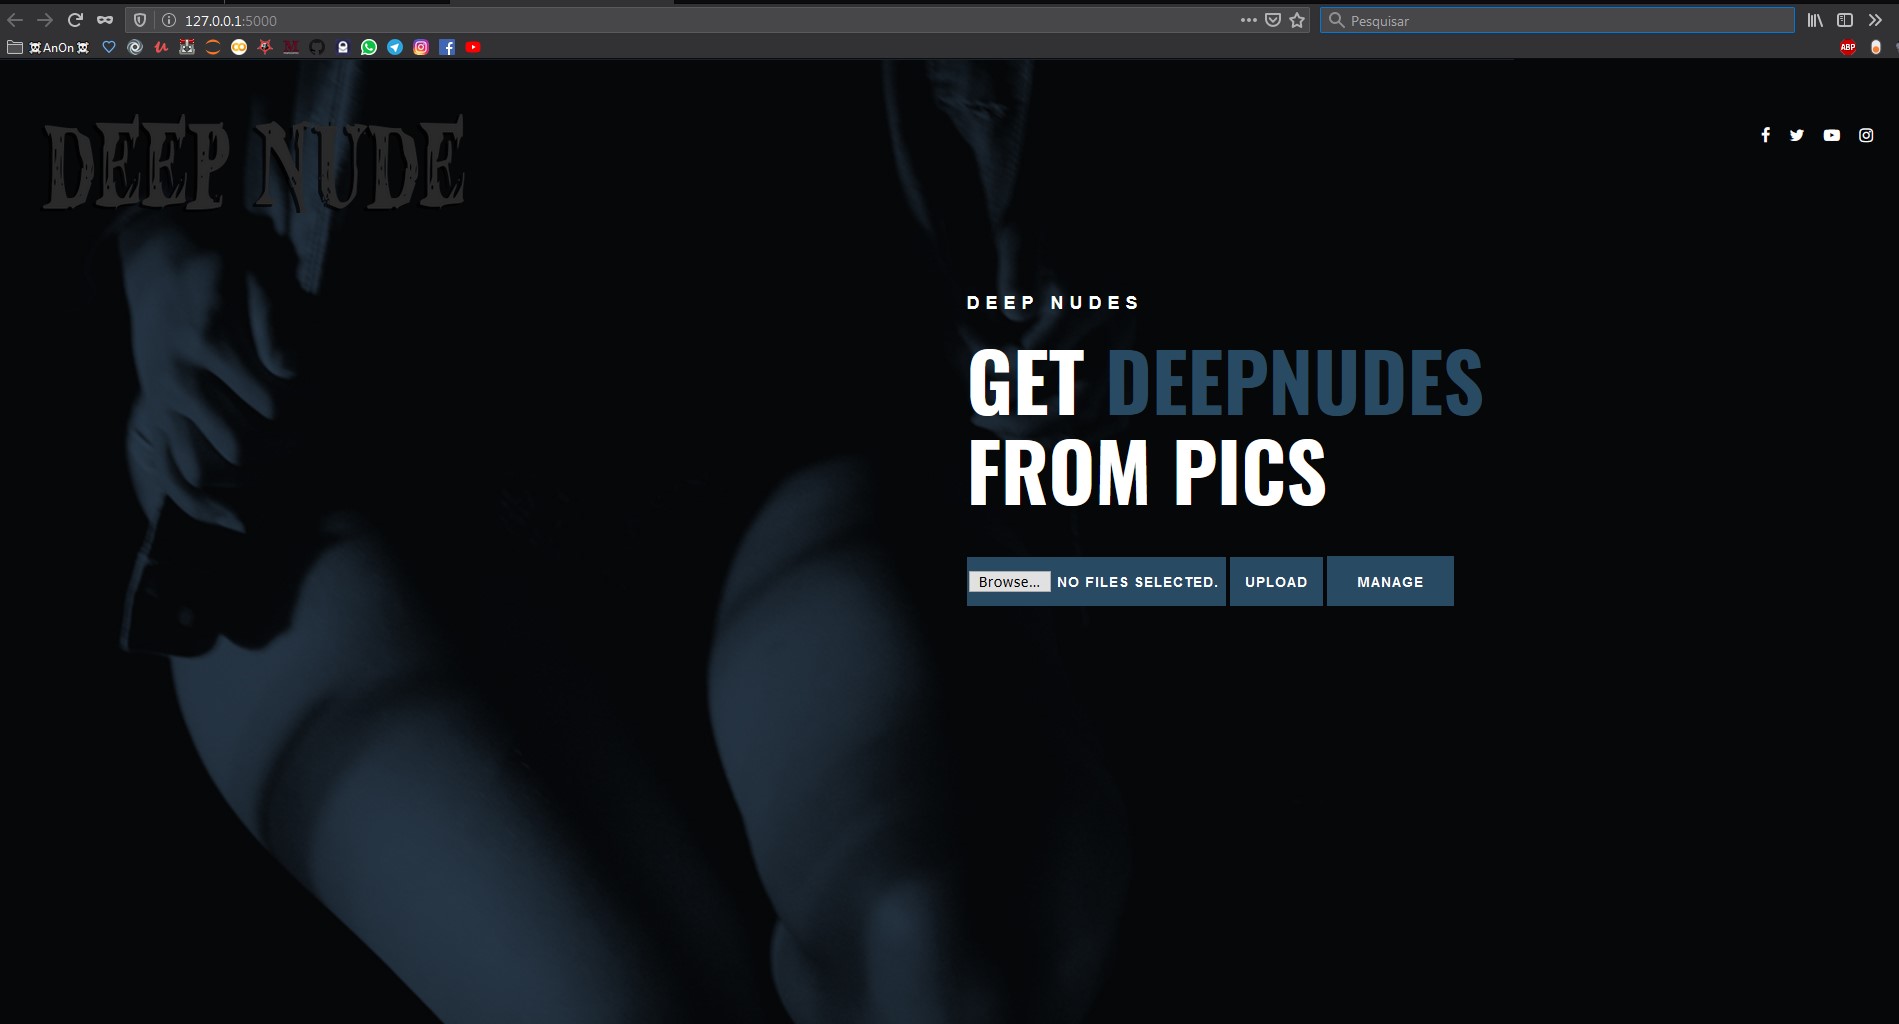 127.0.0.1:5000
Pesquisar
AnOn
ABP
DEEP NUDE
DEEP NUDES
GET DEEPNUDES
FROM PICS
Browse... NO FILES SELECTED. UPLOAD MANAGE